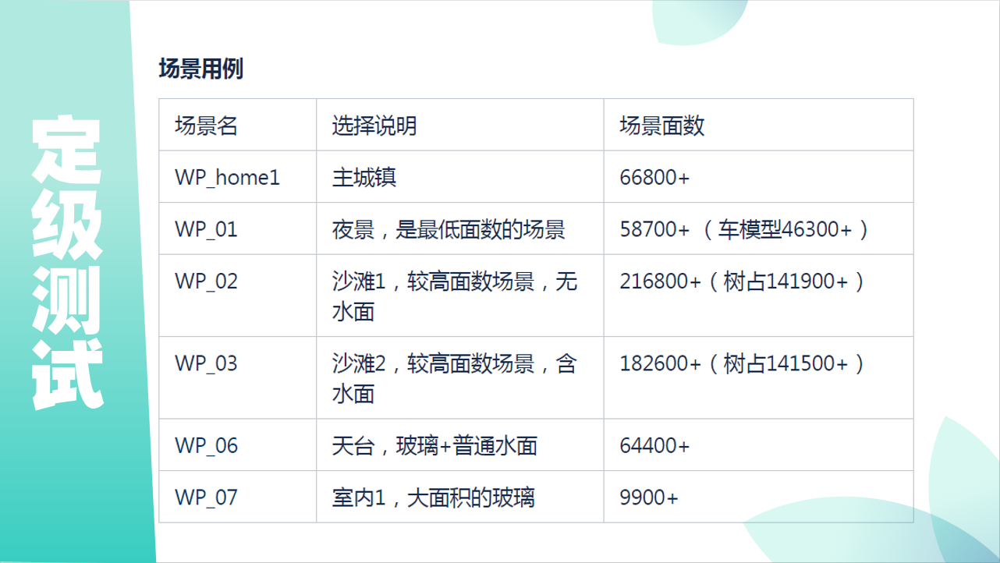 定级测试
场景用例
场景名 选择说明 场景面数
WP_home1 主城镇 66800+
WP_01 夜景，是最低面数的场景 58700+（车模型46300+）
WP_02 沙滩1，较高面数场景，无 216800+（树占141900+）
水面
WP_03 沙滩2，较高面数场景，含 182600+（树占141500+）
水面
WP_06 天台，玻璃+普通水面 64400+
WP_07 室内1，大面积的玻璃 9900+